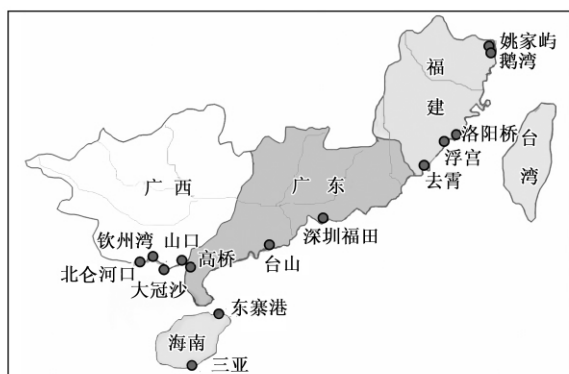 姚家屿
鹅湾
福
建
洛阳桥
浮宫
去霄
台
湾
广西
广东
深圳福田
台山
钦州湾
山口
高桥
北仑河口
大冠沙
东寨港
海南
三亚